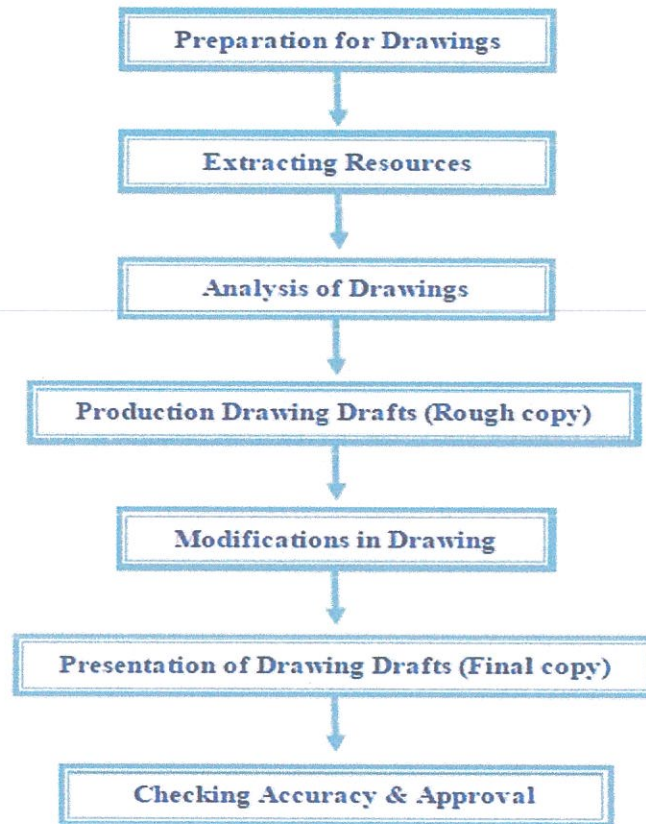 Preparation for Drawings
Extracting Resources
Analysis of Drawings
Production Drawing Drafts (Rough copy)
Modifications in Drawing
Presentation of Drawing Drafts (Final copy)
Checking Accuracy & Approval